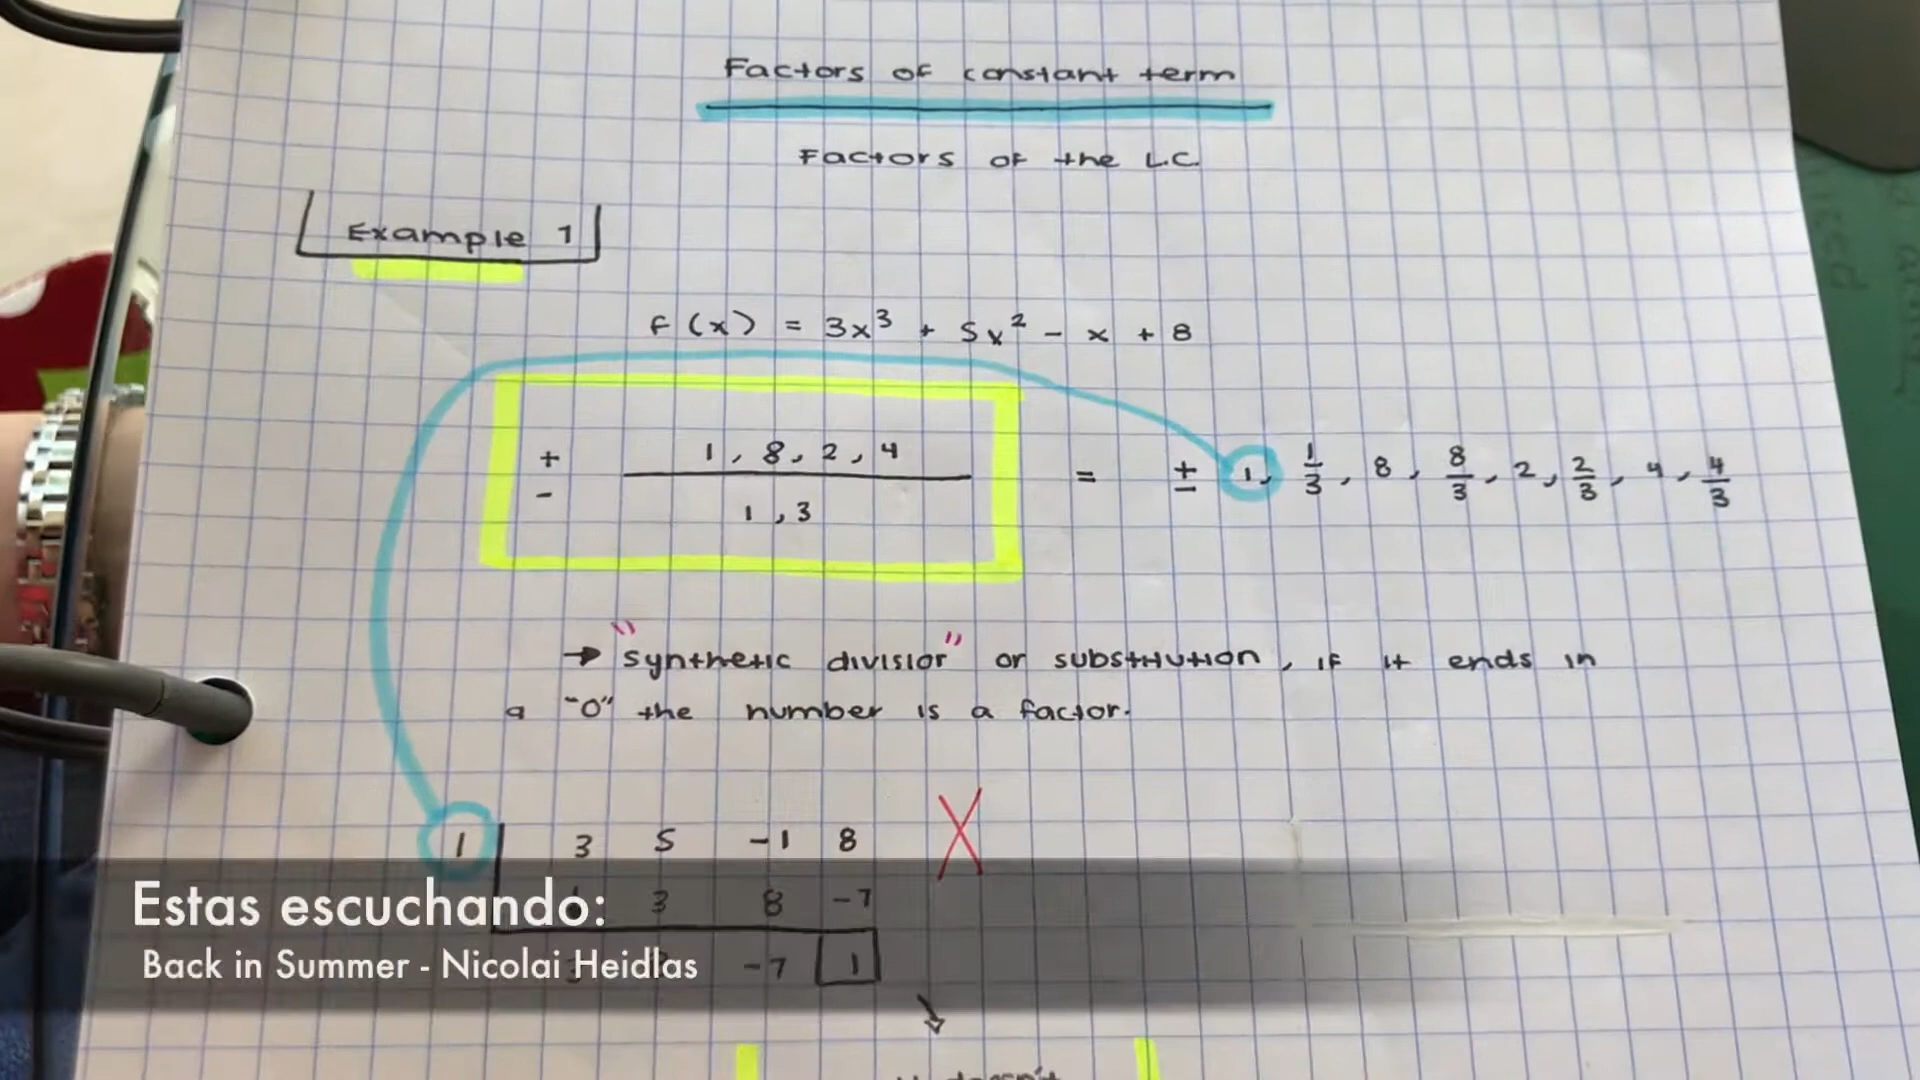 Factors of constant term
Factors of the L.C
Example 1
f(x) = 3x³ + 5x² - x + 8
+ - 1, 8, 2, 4
1, 3
= ± 1, 1/3, 8, 8/3, 2, 2/3, 4, 4/3
→ "synthetic division" or substitution, if it ends in
a "0" the number is a factor.
1 3 5 -1 8 X
3 8 -7
-7 1
Estas escuchando:
Back in Summer - Nicolai Heidlas